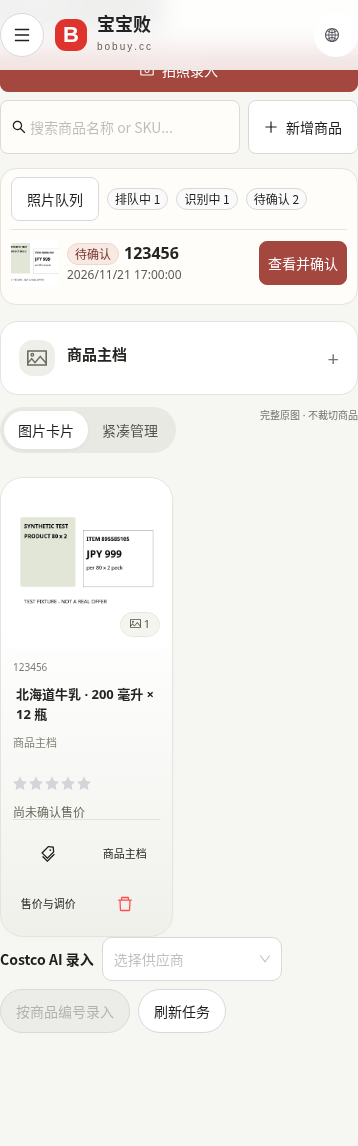 宝宝败
bobuy.cc
拍照录入
搜索商品名称 or SKU...
新增商品
照片队列
排队中 1
识别中 1
待确认 2
待确认 123456
2026/11/21 17:00:00
查看并确认
JPY 999
商品主档
图片卡片
紧凑管理
完整原图 · 不裁切商品
SYNTHETIC TEST
PRODUCT 80 x 2
ITEM 895585105
JPY 999
per 80 x 2 pack
TEST FIXTURE - NOT A REAL OFFER
1
123456
北海道牛乳 · 200 毫升 ×
12 瓶
商品主档
尚未确认售价
商品主档
售价与调价
Costco AI 录入
选择供应商
按商品编号录入
刷新任务